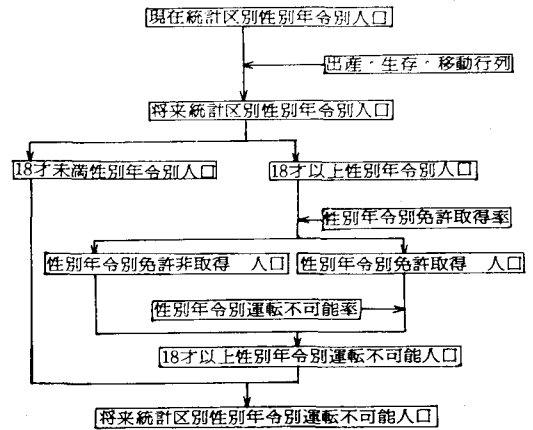 現在統計区別性別年令別人口
出産・生存・移動行列
将来統計区別性別年令別人口
18才未満性別年令別人口
18才以上性別年令別人口
性別年令別免許取得率
性別年令別免許非取得 人口
性別年令別免許取得 人口
性別年令別運転不可能率
18才以上性別年令別運転不可能人口
将来統計区別性別年令別運転不可能人口